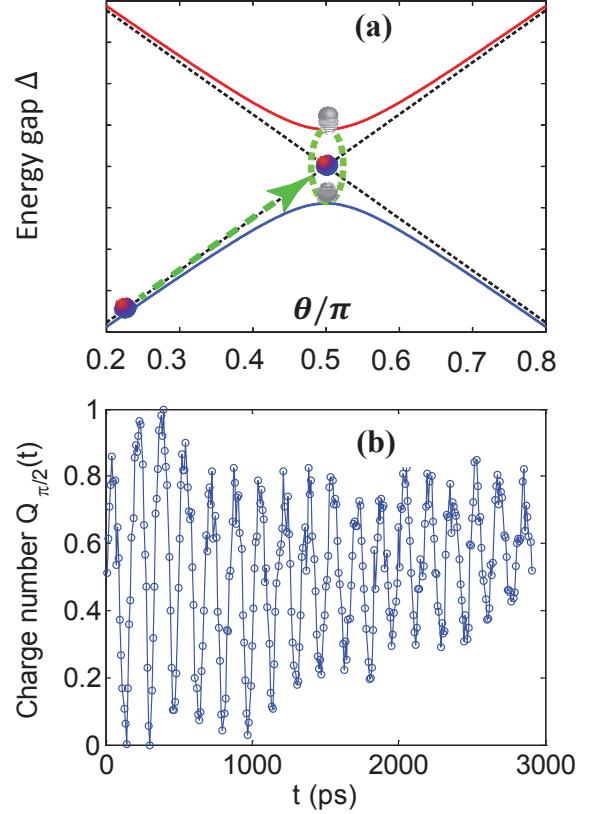 (a)
Energy gap Δ
θ/π
0.2 0.3 0.4 0.5 0.6 0.7 0.8
(b)
Charge number Q_{π/2}(t)
1
0.8
0.6
0.4
0.2
0
0 1000 2000 3000
t (ps)